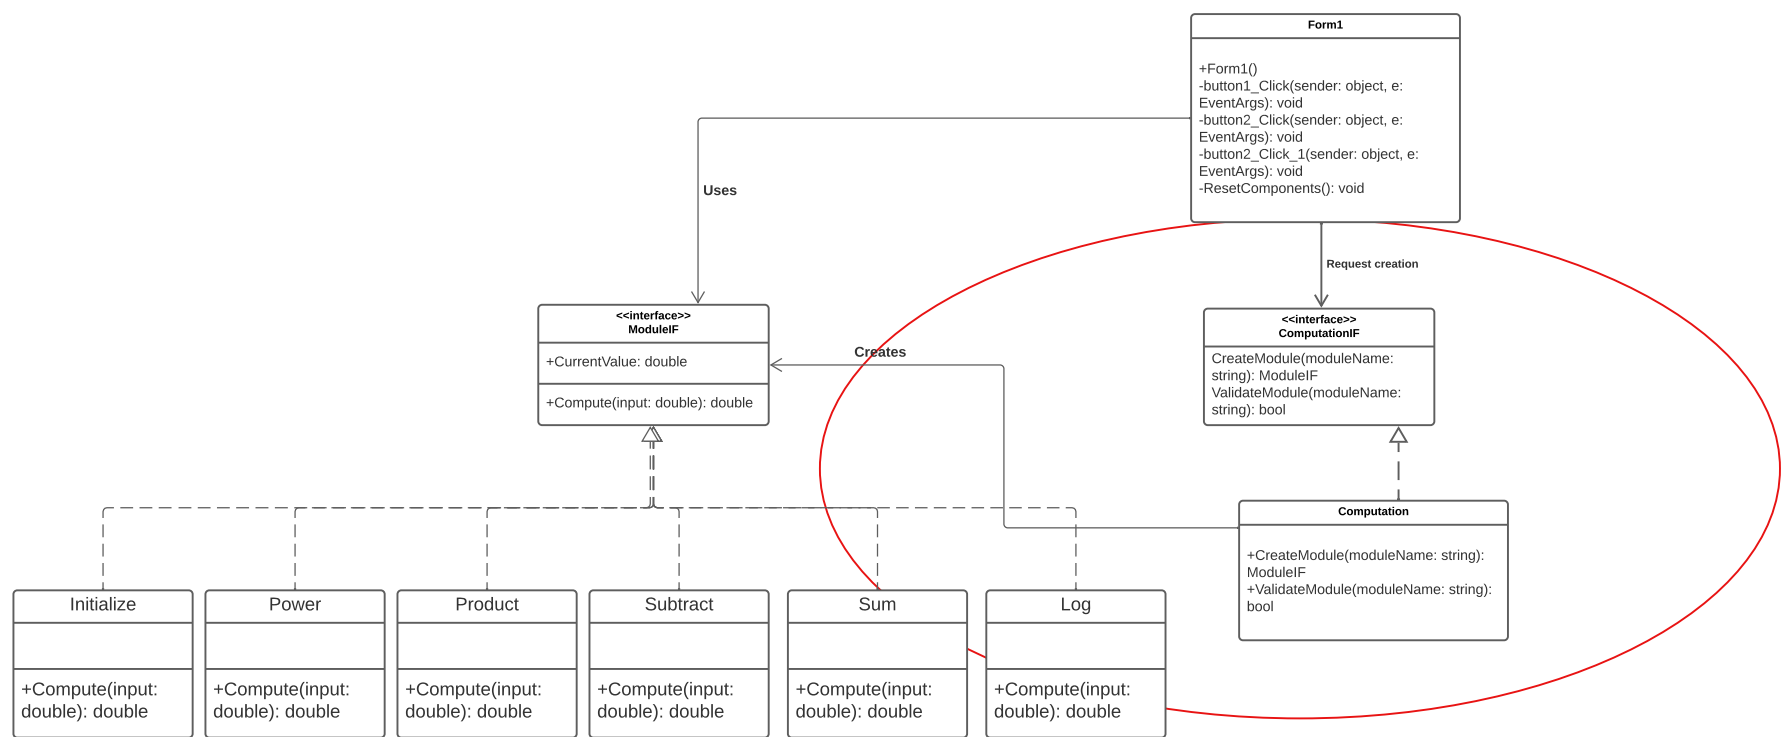 Form1
+Form1()
-button1_Click(sender: object, e:
EventArgs): void
-button2_Click(sender: object, e:
EventArgs): void
-button2_Click_1(sender: object, e:
EventArgs): void
-ResetComponents(): void
Uses
Request creation
<<interface>>
ModuleIF
+CurrentValue: double
+Compute(input: double): double
Creates
<<interface>>
ComputationIF
CreateModule(moduleName:
string): ModuleIF
ValidateModule(moduleName:
string): bool
Computation
+CreateModule(moduleName: string):
ModuleIF
+ValidateModule(moduleName: string):
bool
Initialize
+Compute(input:
double): double
Power
+Compute(input:
double): double
Product
+Compute(input:
double): double
Subtract
+Compute(input:
double): double
Sum
+Compute(input:
double): double
Log
+Compute(input:
double): double